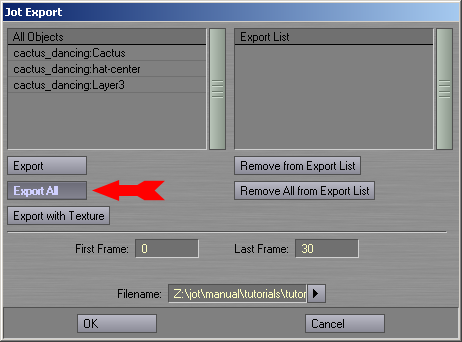 Jot Export
All Objects
Export List
cactus_dancing:Cactus
cactus_dancing:hat-center
cactus_dancing:Layer3
Export
Remove from Export List
Export All
Remove All from Export List
Export with Texture
First Frame: 0
Last Frame: 30
Filename: Z:\jot\manual\tutorials\tutor
OK
Cancel